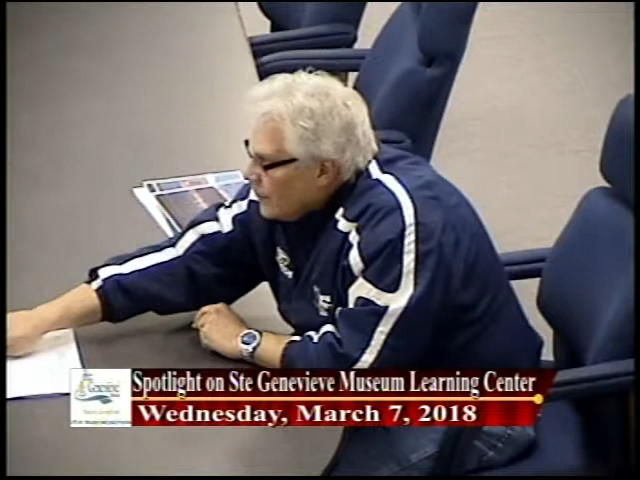 Spotlight on Ste Genevieve Museum Learning Center
Wednesday, March 7, 2018